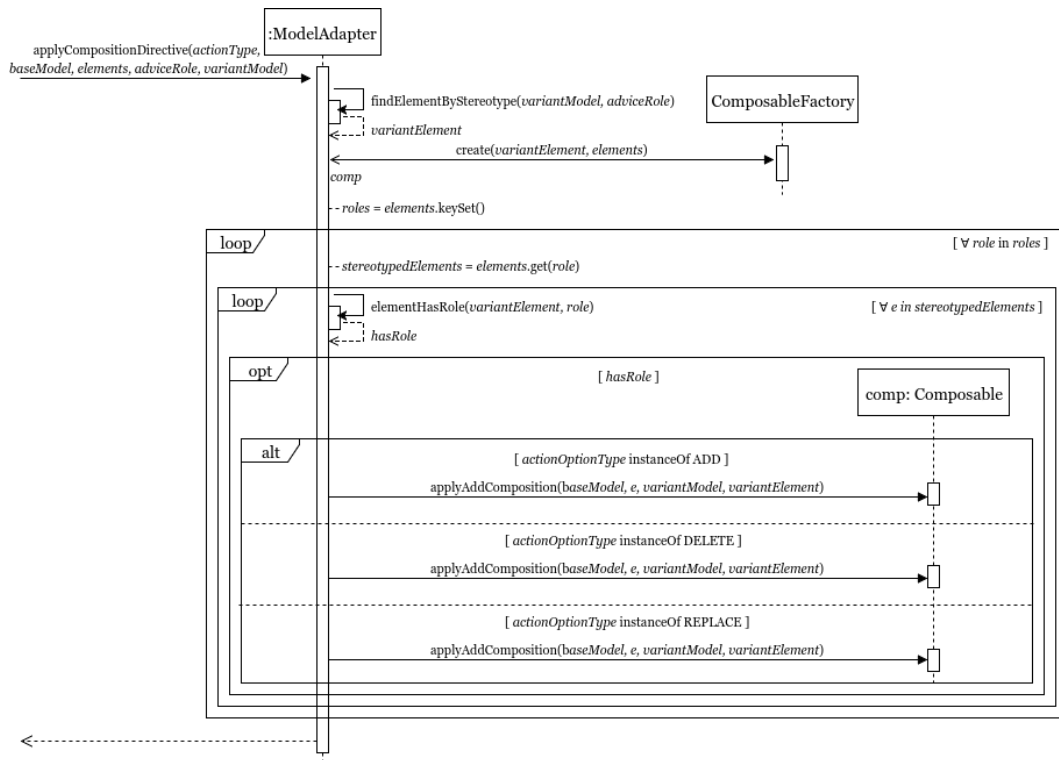 :ModelAdapter
applyCompositionDirective(actionType,
baseModel, elements, adviceRole, variantModel)
findElementByStereotype(variantModel, adviceRole)
ComposableFactory
variantElement
create(variantElement, elements)
comp
roles = elements.keySet()
loop
[ ∀ role in roles ]
stereotypedElements = elements.get(role)
loop
elementHasRole(variantElement, role)
[ ∀ e in stereotypedElements ]
hasRole
opt
[ hasRole ]
comp: Composable
alt
[ actionOptionType instanceOf ADD ]
applyAddComposition(baseModel, e, variantModel, variantElement)
[ actionOptionType instanceOf DELETE ]
applyAddComposition(baseModel, e, variantModel, variantElement)
[ actionOptionType instanceOf REPLACE ]
applyAddComposition(baseModel, e, variantModel, variantElement)